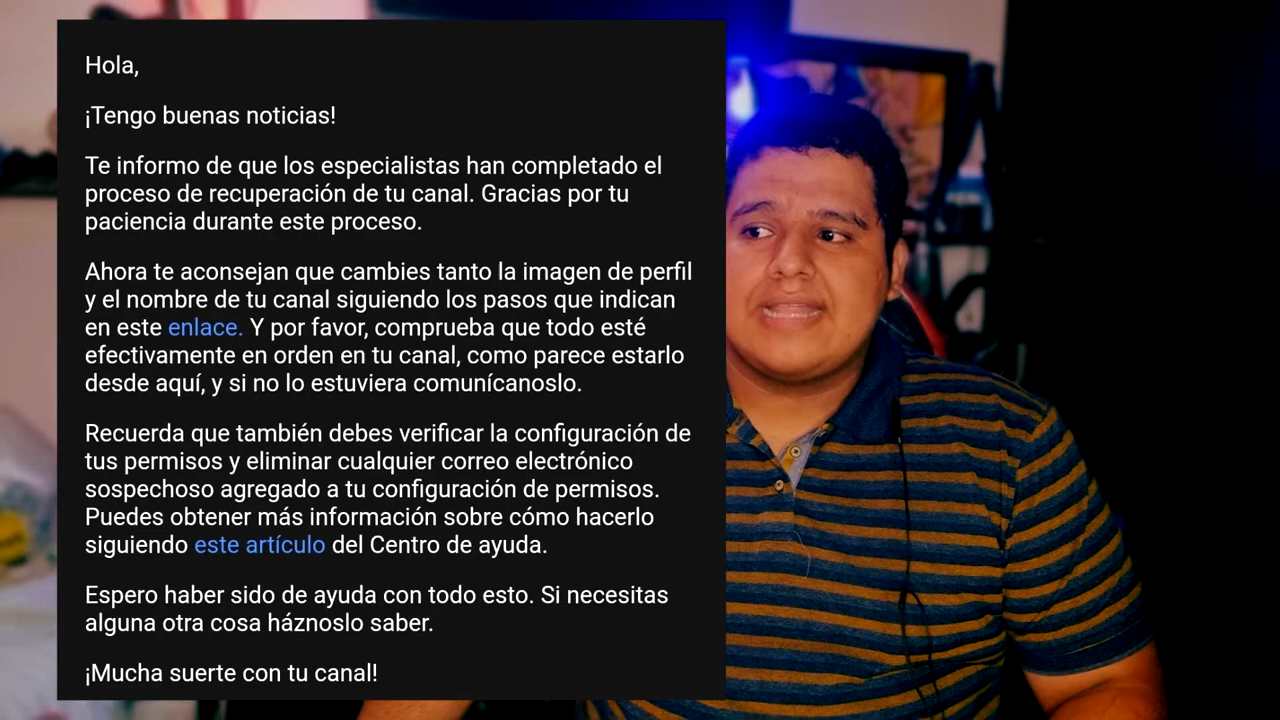 Hola,
¡Tengo buenas noticias!
Te informo de que los especialistas han completado el
proceso de recuperación de tu canal. Gracias por tu
paciencia durante este proceso.
Ahora te aconsejan que cambies tanto la imagen de perfil
y el nombre de tu canal siguiendo los pasos que indican
en este enlace. Y por favor, comprueba que todo esté
efectivamente en orden en tu canal, como parece estarlo
desde aquí, y si no lo estuviera comunícanoslo.
Recuerda que también debes verificar la configuración de
tus permisos y eliminar cualquier correo electrónico
sospechoso agregado a tu configuración de permisos.
Puedes obtener más información sobre cómo hacerlo
siguiendo este artículo del Centro de ayuda.
Espero haber sido de ayuda con todo esto. Si necesitas
alguna otra cosa háznoslo saber.
¡Mucha suerte con tu canal!